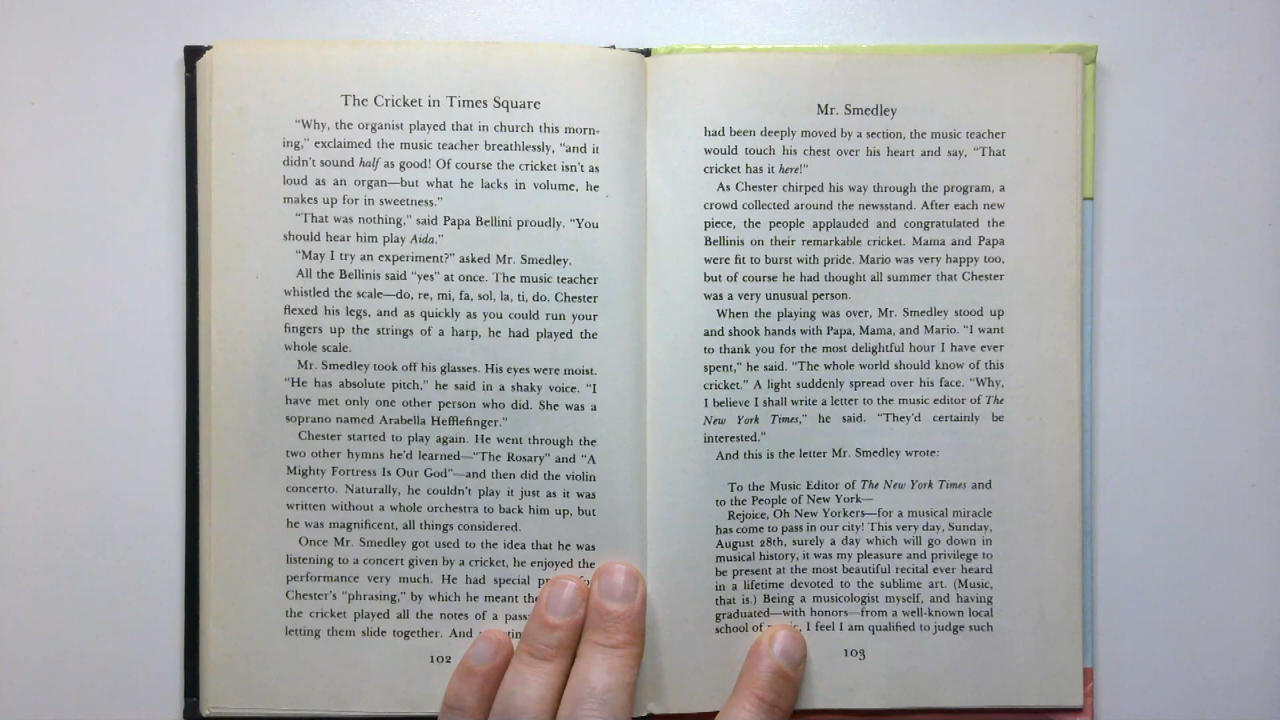 The Cricket in Times Square
"Why, the organist played that in church this morn-
ing," exclaimed the music teacher breathlessly, "and it
didn't sound half as good! Of course the cricket isn't as
loud as an organ—but what he lacks in volume, he
makes up for in sweetness."
"That was nothing," said Papa Bellini proudly. "You
should hear him play Aida."
"May I try an experiment?" asked Mr. Smedley.
All the Bellinis said "yes" at once. The music teacher
whistled the scale—do, re, mi, fa, sol, la, ti, do. Chester
flexed his legs, and as quickly as you could run your
fingers up the strings of a harp, he had played the
whole scale.
Mr. Smedley took off his glasses. His eyes were moist.
"He has absolute pitch," he said in a shaky voice. "I
have met only one other person who did. She was a
soprano named Arabella Hefflefinger."
Chester started to play again. He went through the
two other hymns he'd learned—"The Rosary" and "A
Mighty Fortress Is Our God"—and then did the violin
concerto. Naturally, he couldn't play it just as it was
written without a whole orchestra to back him up, but
he was magnificent, all things considered.
Once Mr. Smedley got used to the idea that he was
listening to a concert given by a cricket, he enjoyed the
performance very much. He had special
Chester's "phrasing," by which he meant
the cricket played all the notes of a
letting them slide together. And
102
Mr. Smedley
had been deeply moved by a section, the music teacher
would touch his chest over his heart and say, "That
cricket has it here!"
As Chester chirped his way through the program, a
crowd collected around the newsstand. After each new
piece, the people applauded and congratulated the
Bellinis on their remarkable cricket. Mama and Papa
were fit to burst with pride. Mario was very happy too,
but of course he had thought all summer that Chester
was a very unusual person.
When the playing was over, Mr. Smedley stood up
and shook hands with Papa, Mama, and Mario. "I want
to thank you for the most delightful hour I have ever
spent," he said. "The whole world should know of this
cricket." A light suddenly spread over his face. "Why,
I believe I shall write a letter to the music editor of The
New York Times," he said. "They'd certainly be
interested."
And this is the letter Mr. Smedley wrote:
To the Music Editor of The New York Times and
to the People of New York—
Rejoice, Oh New Yorkers—for a musical miracle
has come to pass in our city! This very day, Sunday,
August 28th, surely a day which will go down in
musical history, it was my pleasure and privilege to
be present at the most beautiful recital ever heard
in a lifetime devoted to the sublime art. (Music,
that is.) Being a musicologist myself, and having
graduated—with honors—from a well-known local
school of I feel I am qualified to judge such
103